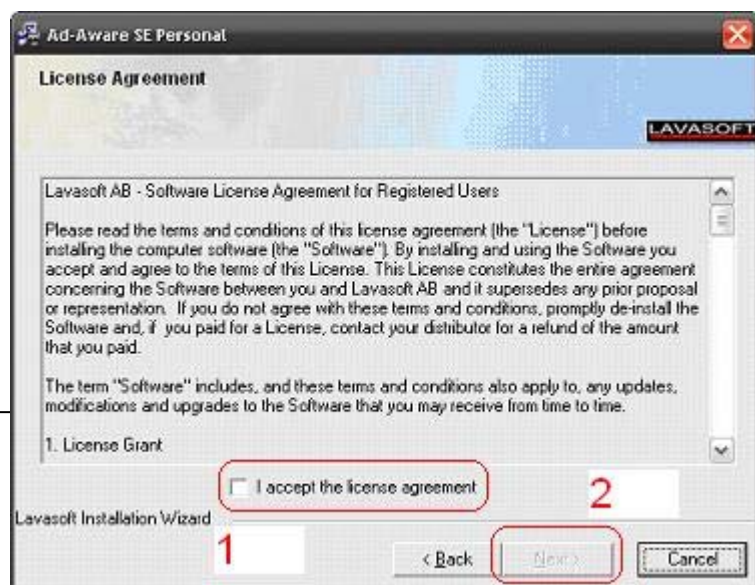 Ad-Aware SE Personal
License Agreement
LAVASOFT
Lavasoft AB - Software License Agreement for Registered Users
Please read the terms and conditions of this license agreement (the "License") before
installing the computer software (the "Software"). By installing and using the Software you
accept and agree to the terms of this License. This License constitutes the entire agreement
concerning the Software between you and Lavasoft AB and it supersedes any prior proposal
or representation. If you do not agree with these terms and conditions, promptly de-install the
Software and, if you paid for a License, contact your distributor for a refund of the amount
that you paid.
The term "Software" includes, and these terms and conditions also apply to, any updates,
modifications and upgrades to the Software that you may receive from time to time.
1. License Grant
I accept the license agreement
2
Lavasoft Installation Wizard
1
< Back
Next >
Cancel